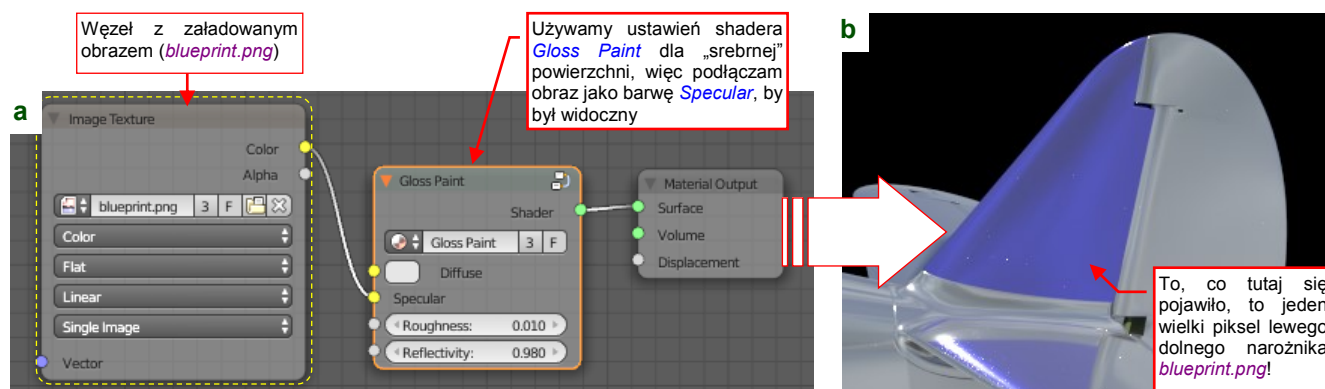 Węzeł z załadowanym
obrazem (blueprint.png)
Używamy ustawień shadera
Gloss Paint dla „srebrnej”
powierzchni, więc podłączam
obraz jako barwę Specular, by
był widoczny
a
Image Texture
Color
Alpha
blueprint.png 3 F
Color
Flat
Linear
Single Image
Vector
Gloss Paint
Shader
Gloss Paint 3 F
Diffuse
Specular
Roughness: 0.010
Reflectivity: 0.980
Material Output
Surface
Volume
Displacement
b
To, co tutaj się
pojawiło, to jeden
wielki piksel lewego
dolnego narożnika
blueprint.png!